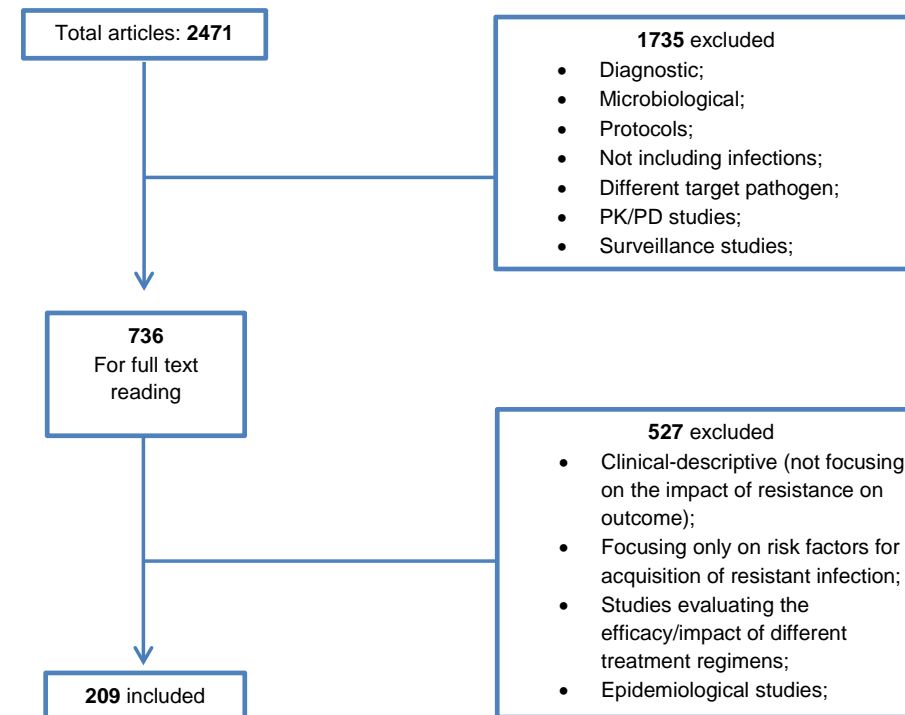 Total articles: 2471
1735 excluded
• Diagnostic;
• Microbiological;
• Protocols;
• Not including infections;
• Different target pathogen;
• PK/PD studies;
• Surveillance studies;
736
For full text
reading
527 excluded
• Clinical-descriptive (not focusing
on the impact of resistance on
outcome);
• Focusing only on risk factors for
acquisition of resistant infection;
• Studies evaluating the
efficacy/impact of different
treatment regimens;
• Epidemiological studies;
209 included